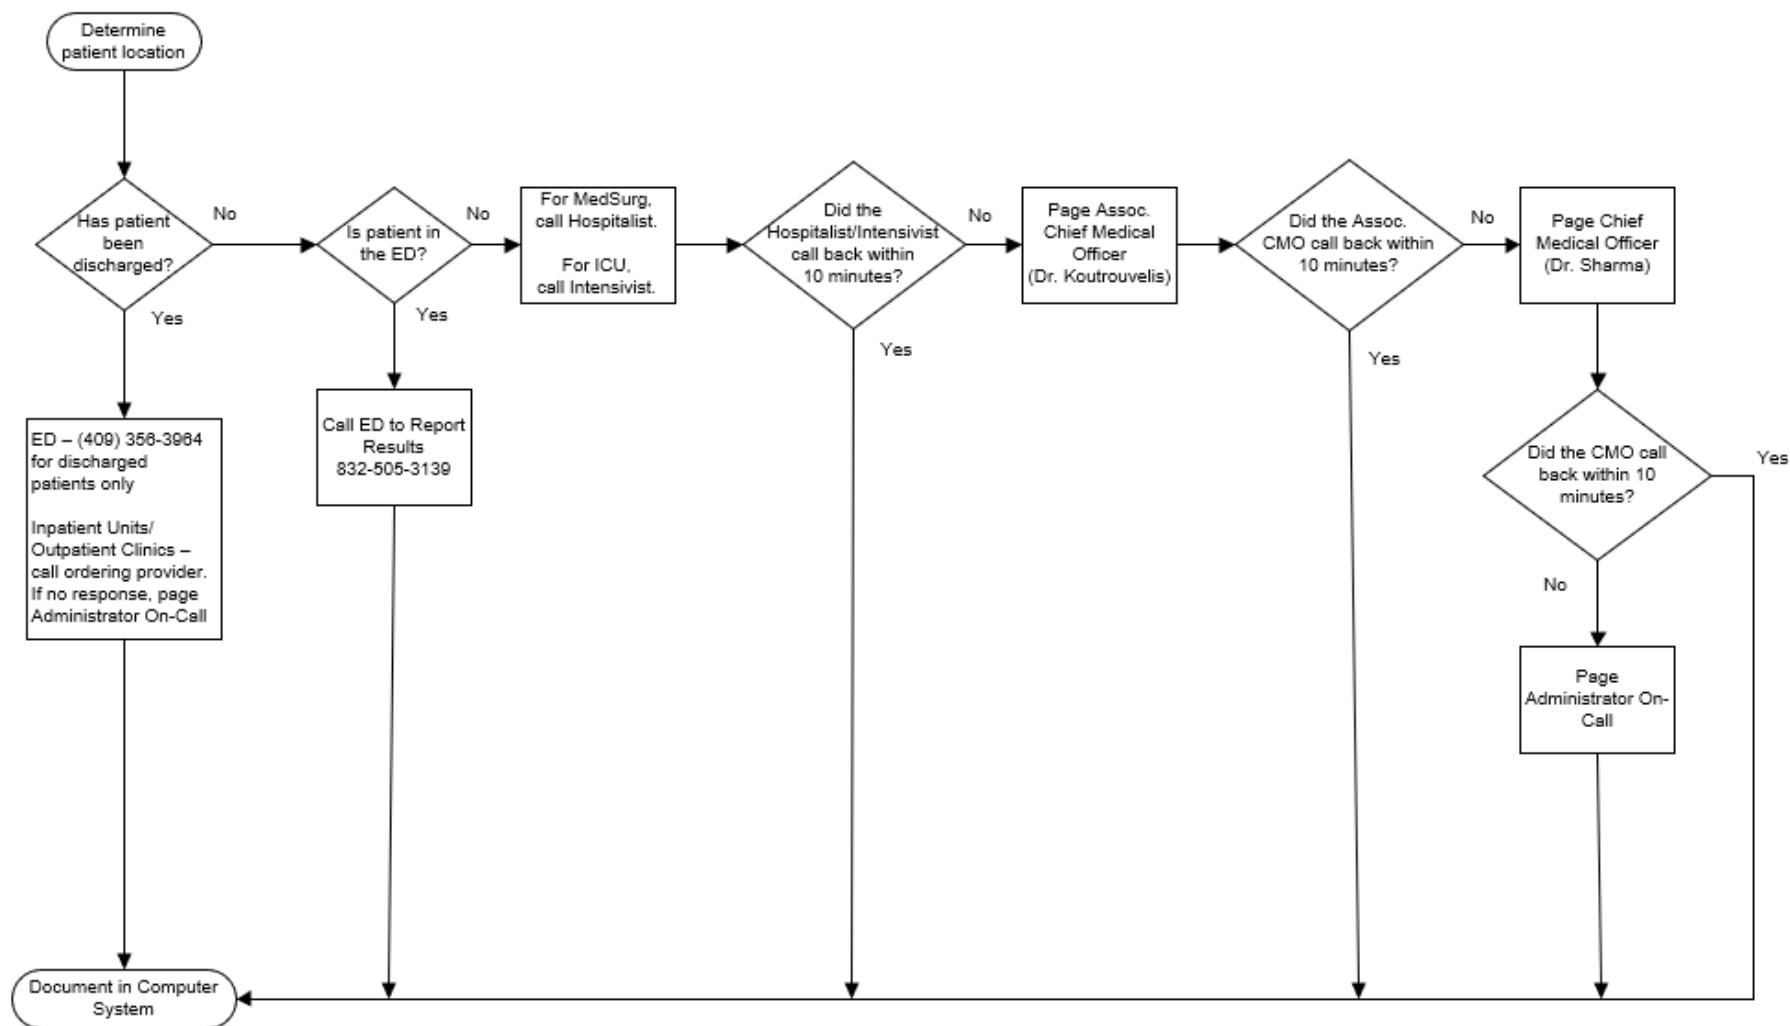 Determine
patient location
Has patient
been
discharged?
No
Yes
Is patient in
the ED?
No
Yes
For MedSurg,
call Hospitalist.
For ICU,
call Intensivist.
Did the
Hospitalist/Intensivist
call back within
10 minutes?
No
Yes
Page Assoc.
Chief Medical
Officer
(Dr. Koutrouvelis)
Did the Assoc.
CMO call back within
10 minutes?
No
Yes
Page Chief
Medical Officer
(Dr. Sharma)
Did the CMO call
back within 10
minutes?
Yes
No
Page
Administrator On-
Call
ED – (409) 356-3964
for discharged
patients only
Inpatient Units/
Outpatient Clinics –
call ordering provider.
If no response, page
Administrator On-Call
Call ED to Report
Results
832-505-3139
Document in Computer
System